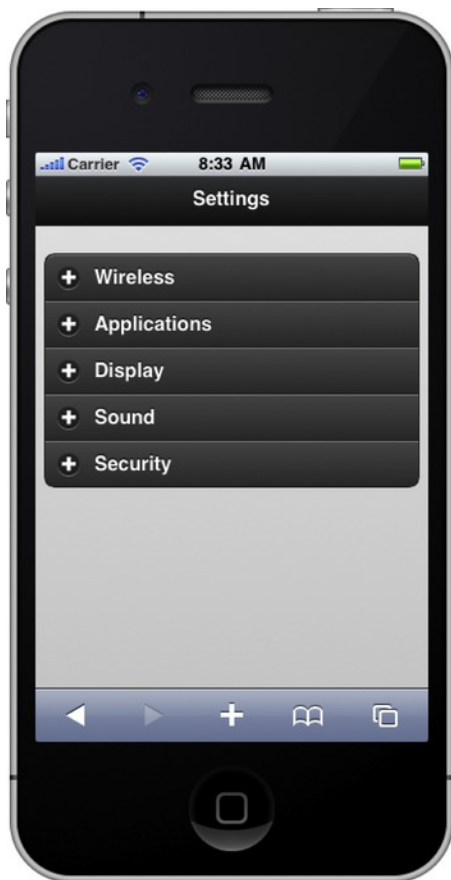 Carrier 8:33 AM
Settings
Wireless
Applications
Display
Sound
Security